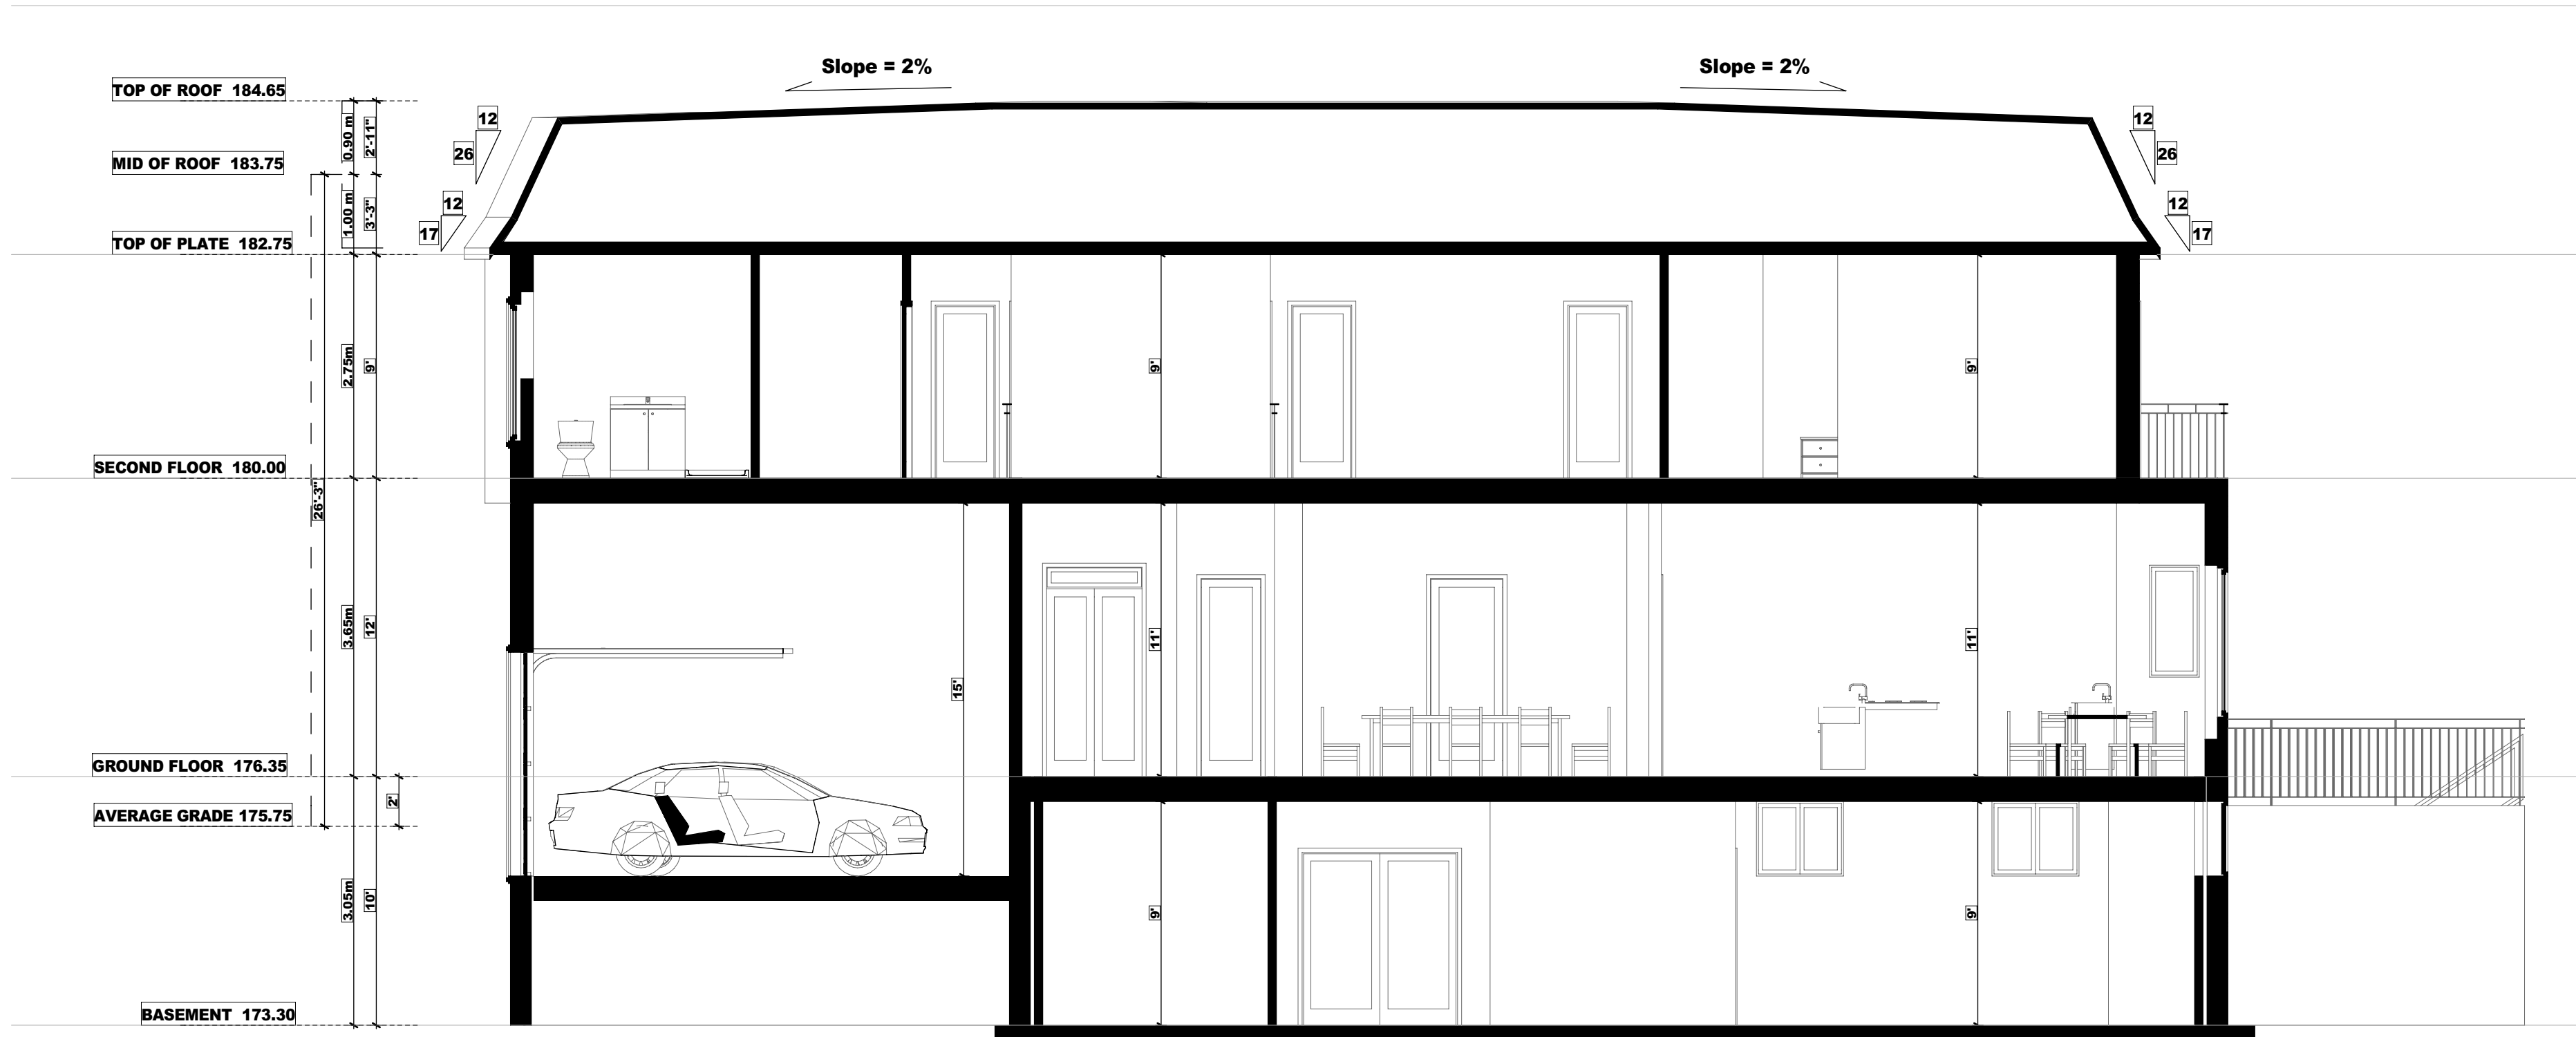 Slope = 2%
Slope = 2%
TOP OF ROOF 184.65
12
12
0.90 m
2'-11"
26
26
MID OF ROOF 183.75
12
12
1.00 m
3'-3"
17
17
TOP OF PLATE 182.75
2.75m
9'
9'
9'
SECOND FLOOR 180.00
26'-3"
3.65m
12'
11'
11'
15'
GROUND FLOOR 176.35
2'
AVERAGE GRADE 175.75
3.05m
10'
9'
9'
BASEMENT 173.30